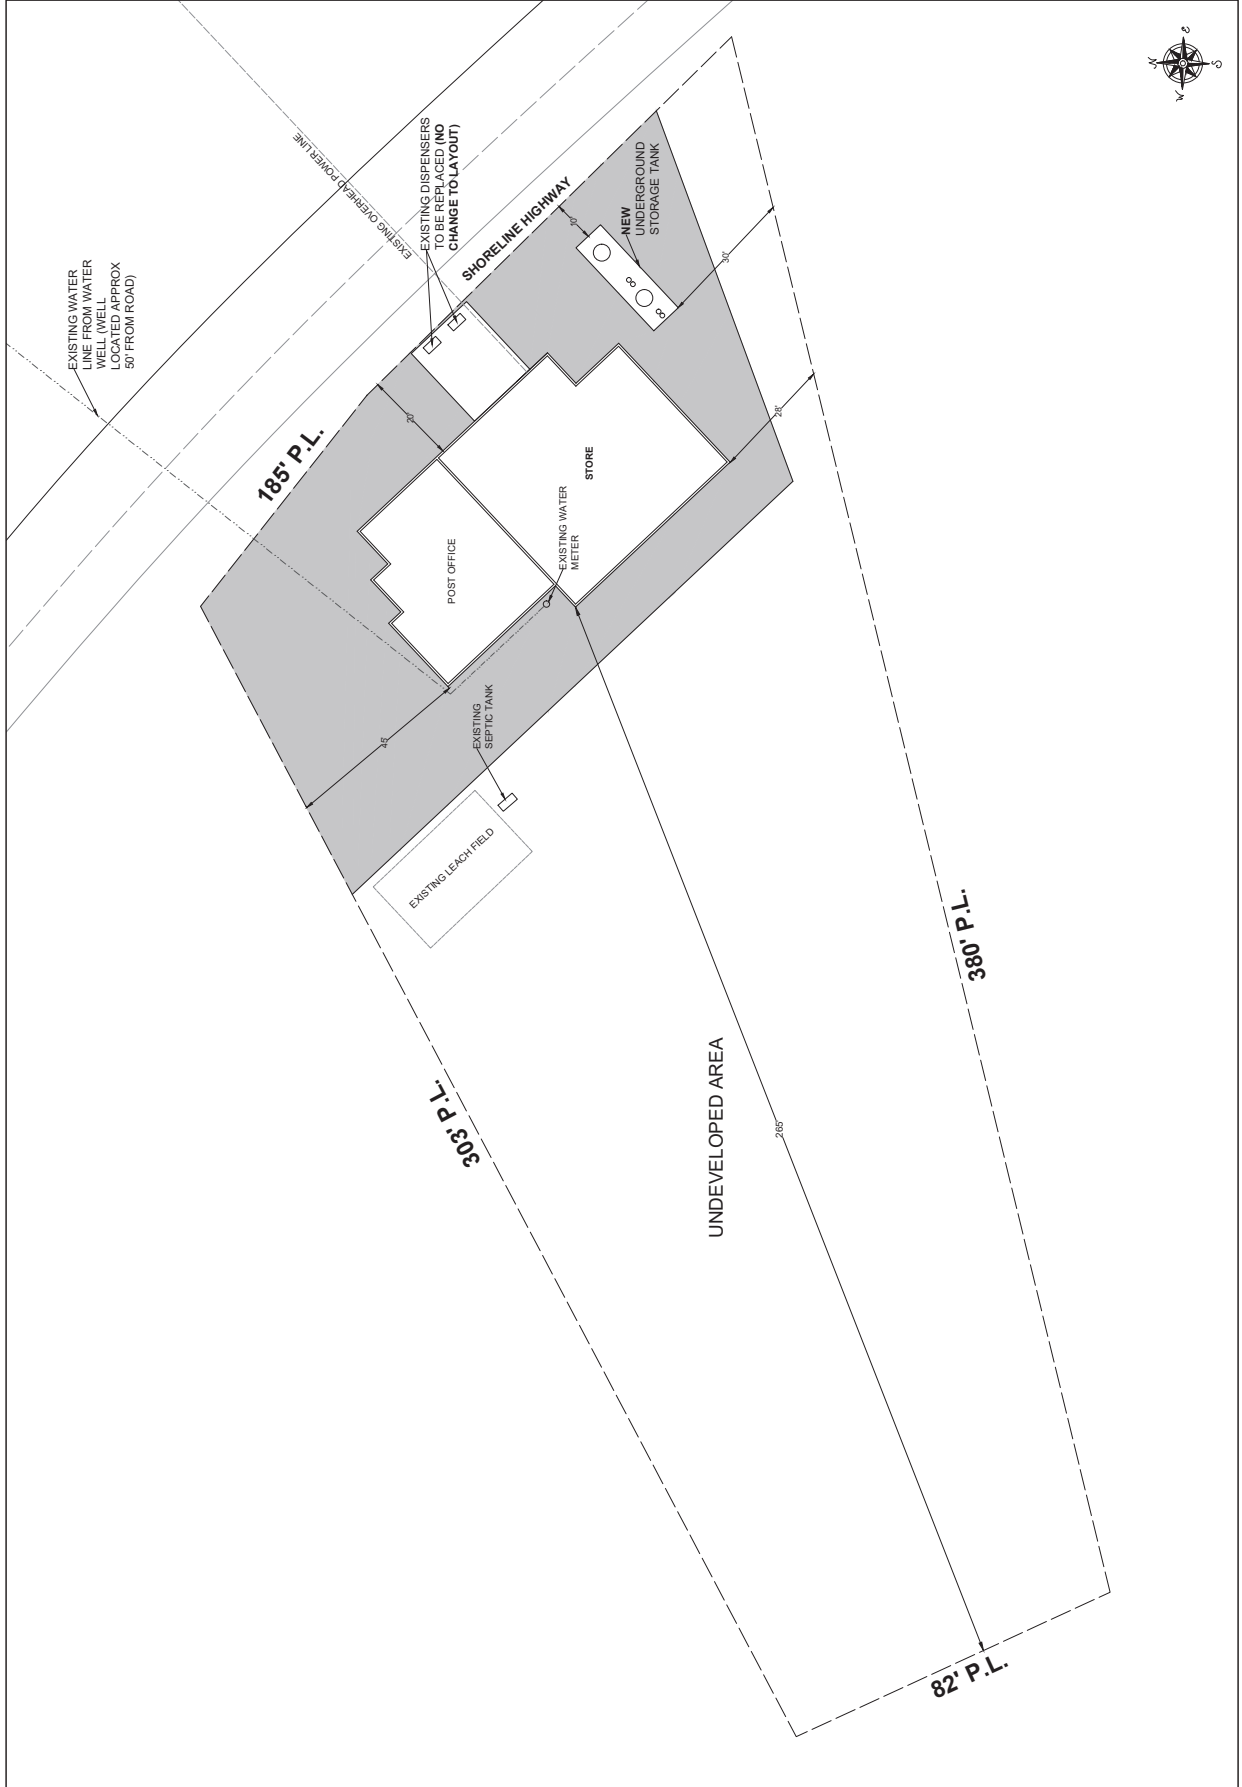 EXISTING WATER
LINE FROM WATER
WELL (WELL
LOCATED APPROX
50' FROM ROAD)
EXISTING OVERHEAD POWER LINE
EXISTING DISPENSERS
TO BE REPLACED (NO
CHANGE TO LAYOUT)
SHORELINE HIGHWAY
NEW
UNDERGROUND
STORAGE TANK
10'
30'
28'
20'
185' P.L.
STORE
POST OFFICE
EXISTING WATER
METER
EXISTING
SEPTIC TANK
45'
EXISTING LEACH FIELD
303' P.L.
380' P.L.
UNDEVELOPED AREA
265'
82' P.L.
N
E
S
W